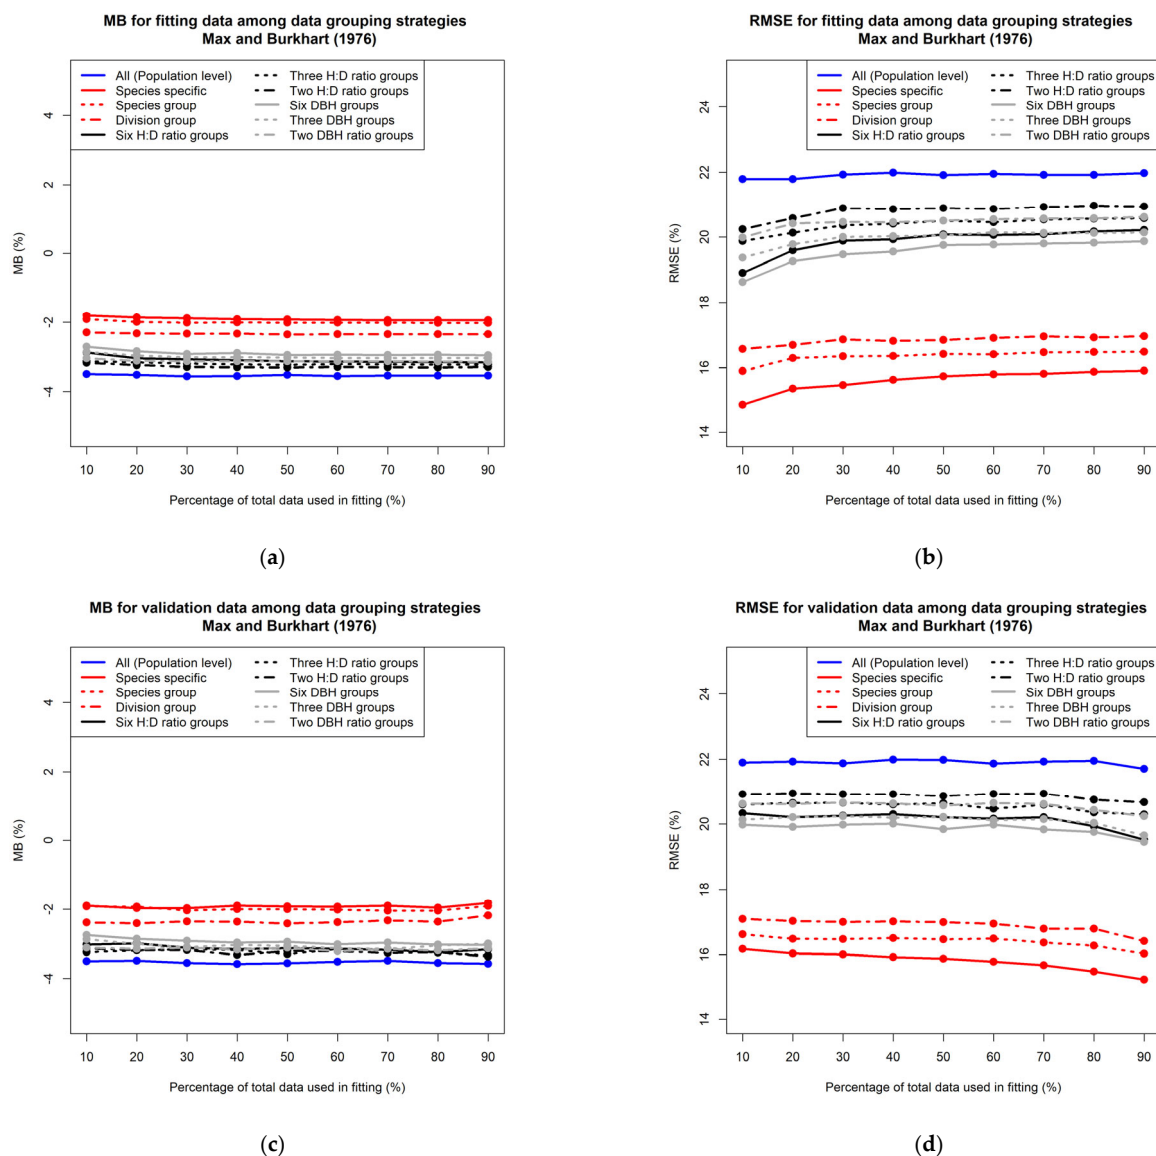 MB for fitting data among data grouping strategies
Max and Burkhart (1976)
All (Population level)
Species specific
Species group
Division group
Six H:D ratio groups
Three H:D ratio groups
Two H:D ratio groups
Six DBH groups
Three DBH groups
Two DBH ratio groups
MB (%)
4
2
0
-2
-4
10 20 30 40 50 60 70 80 90
Percentage of total data used in fitting (%)
(a)
RMSE for fitting data among data grouping strategies
Max and Burkhart (1976)
All (Population level)
Species specific
Species group
Division group
Six H:D ratio groups
Three H:D ratio groups
Two H:D ratio groups
Six DBH groups
Three DBH groups
Two DBH ratio groups
RMSE (%)
24
22
20
18
16
14
10 20 30 40 50 60 70 80 90
Percentage of total data used in fitting (%)
(b)
MB for validation data among data grouping strategies
Max and Burkhart (1976)
All (Population level)
Species specific
Species group
Division group
Six H:D ratio groups
Three H:D ratio groups
Two H:D ratio groups
Six DBH groups
Three DBH groups
Two DBH ratio groups
MB (%)
4
2
0
-2
-4
10 20 30 40 50 60 70 80 90
Percentage of total data used in fitting (%)
(c)
RMSE for validation data among data grouping strategies
Max and Burkhart (1976)
All (Population level)
Species specific
Species group
Division group
Six H:D ratio groups
Three H:D ratio groups
Two H:D ratio groups
Six DBH groups
Three DBH groups
Two DBH ratio groups
RMSE (%)
24
22
20
18
16
14
10 20 30 40 50 60 70 80 90
Percentage of total data used in fitting (%)
(d)